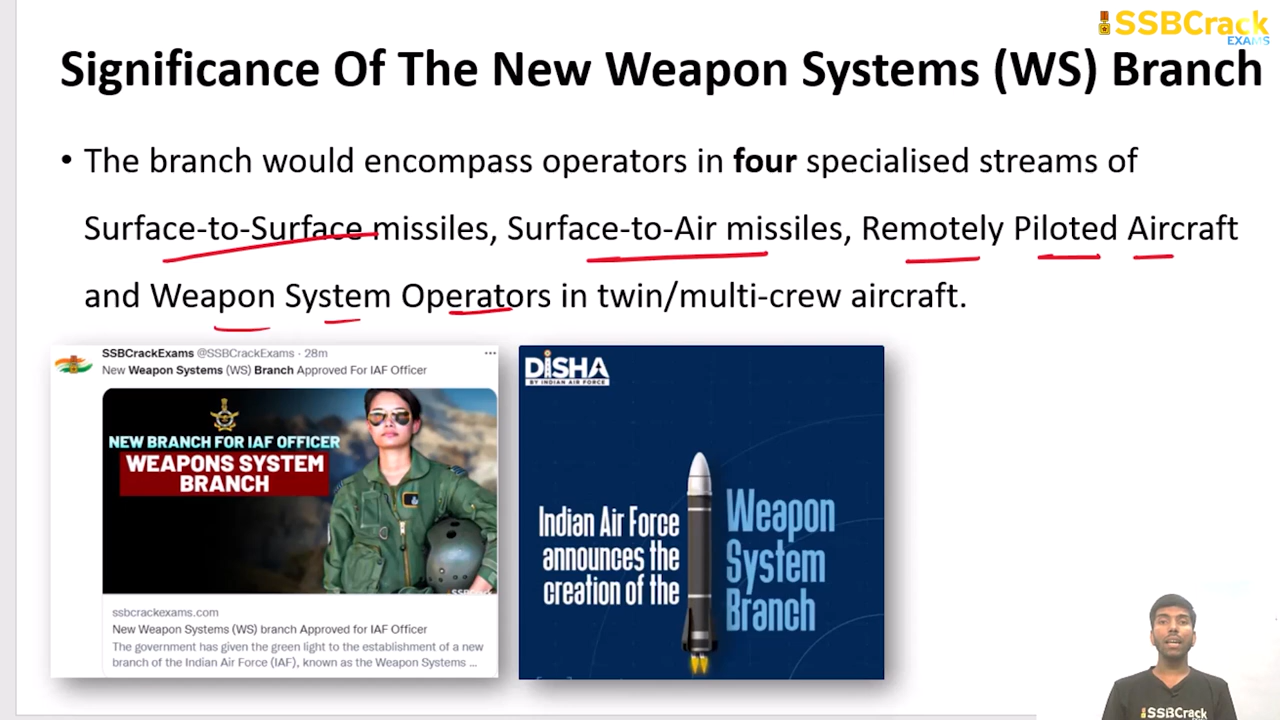 SSBCrack
EXAMS
Significance Of The New Weapon Systems (WS) Branch
• The branch would encompass operators in four specialised streams of
Surface-to-Surface missiles, Surface-to-Air missiles, Remotely Piloted Aircraft
and Weapon System Operators in twin/multi-crew aircraft.
SSBCrackExams @SSBCrackExams · 28m
New Weapon Systems (WS) Branch Approved For IAF Officer
NEW BRANCH FOR IAF OFFICER
WEAPONS SYSTEM
BRANCH
ssbcrackexams.com
New Weapon Systems (WS) branch Approved for IAF Officer
The government has given the green light to the establishment of a new
branch of the Indian Air Force (IAF), known as the Weapon Systems ...
DISHA
BY INDIAN AIR FORCE
Indian Air Force
announces the
creation of the
Weapon
System
Branch
SSBCrack